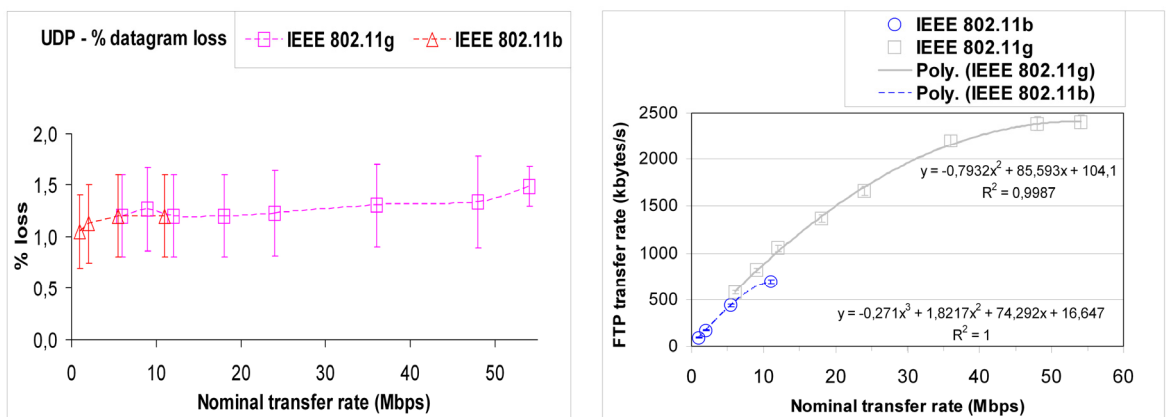 UDP - % datagram loss
IEEE 802.11g
IEEE 802.11b
% loss
2,0
1,5
1,0
0,5
0,0
0 10 20 30 40 50
Nominal transfer rate (Mbps)
IEEE 802.11b
IEEE 802.11g
Poly. (IEEE 802.11g)
Poly. (IEEE 802.11b)
FTP transfer rate (kbytes/s)
2500
2000
1500
1000
500
0
y = -0,7932x² + 85,593x + 104,1
R² = 0,9987
y = -0,271x³ + 1,8217x² + 74,292x + 16,647
R² = 1
0 10 20 30 40 50 60
Nominal transfer rate (Mbps)